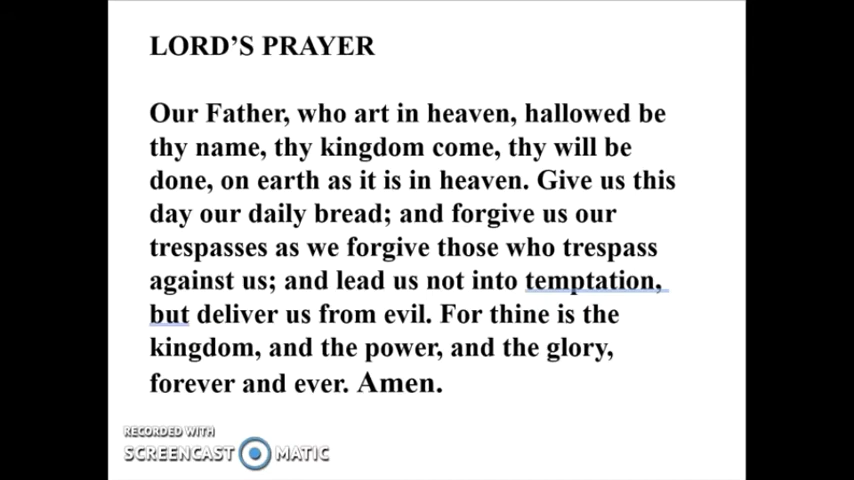 LORD’S PRAYER
Our Father, who art in heaven, hallowed be
thy name, thy kingdom come, thy will be
done, on earth as it is in heaven. Give us this
day our daily bread; and forgive us our
trespasses as we forgive those who trespass
against us; and lead us not into temptation,
but deliver us from evil. For thine is the
kingdom, and the power, and the glory,
forever and ever. Amen.
RECORDED WITH
SCREENCAST MATIC